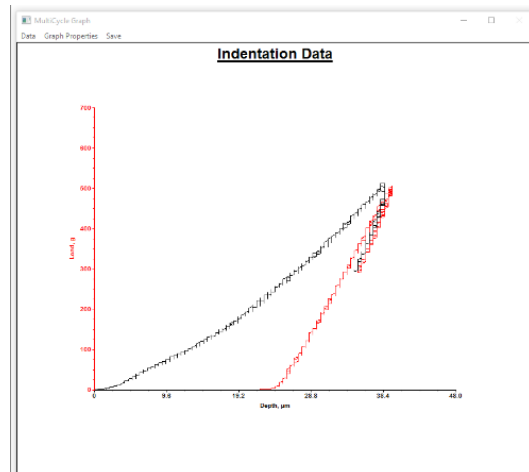 MultiCycle Graph
Data Graph Properties Save
Indentation Data
700
600
500
400
300
200
100
0
Load, g
0 9.6 19.2 28.8 38.4 48.0
Depth, µm